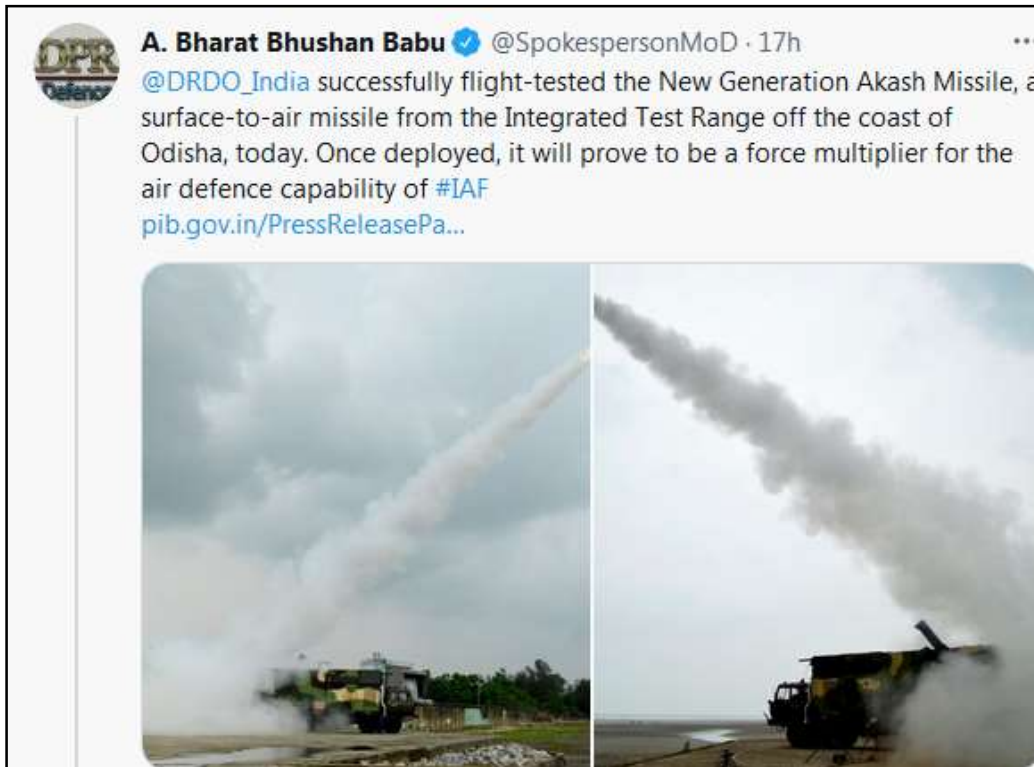 DPR
Defence
A. Bharat Bhushan Babu @SpokespersonMoD · 17h
@DRDO_India successfully flight-tested the New Generation Akash Missile, a
surface-to-air missile from the Integrated Test Range off the coast of
Odisha, today. Once deployed, it will prove to be a force multiplier for the
air defence capability of #IAF
pib.gov.in/PressReleasePa...